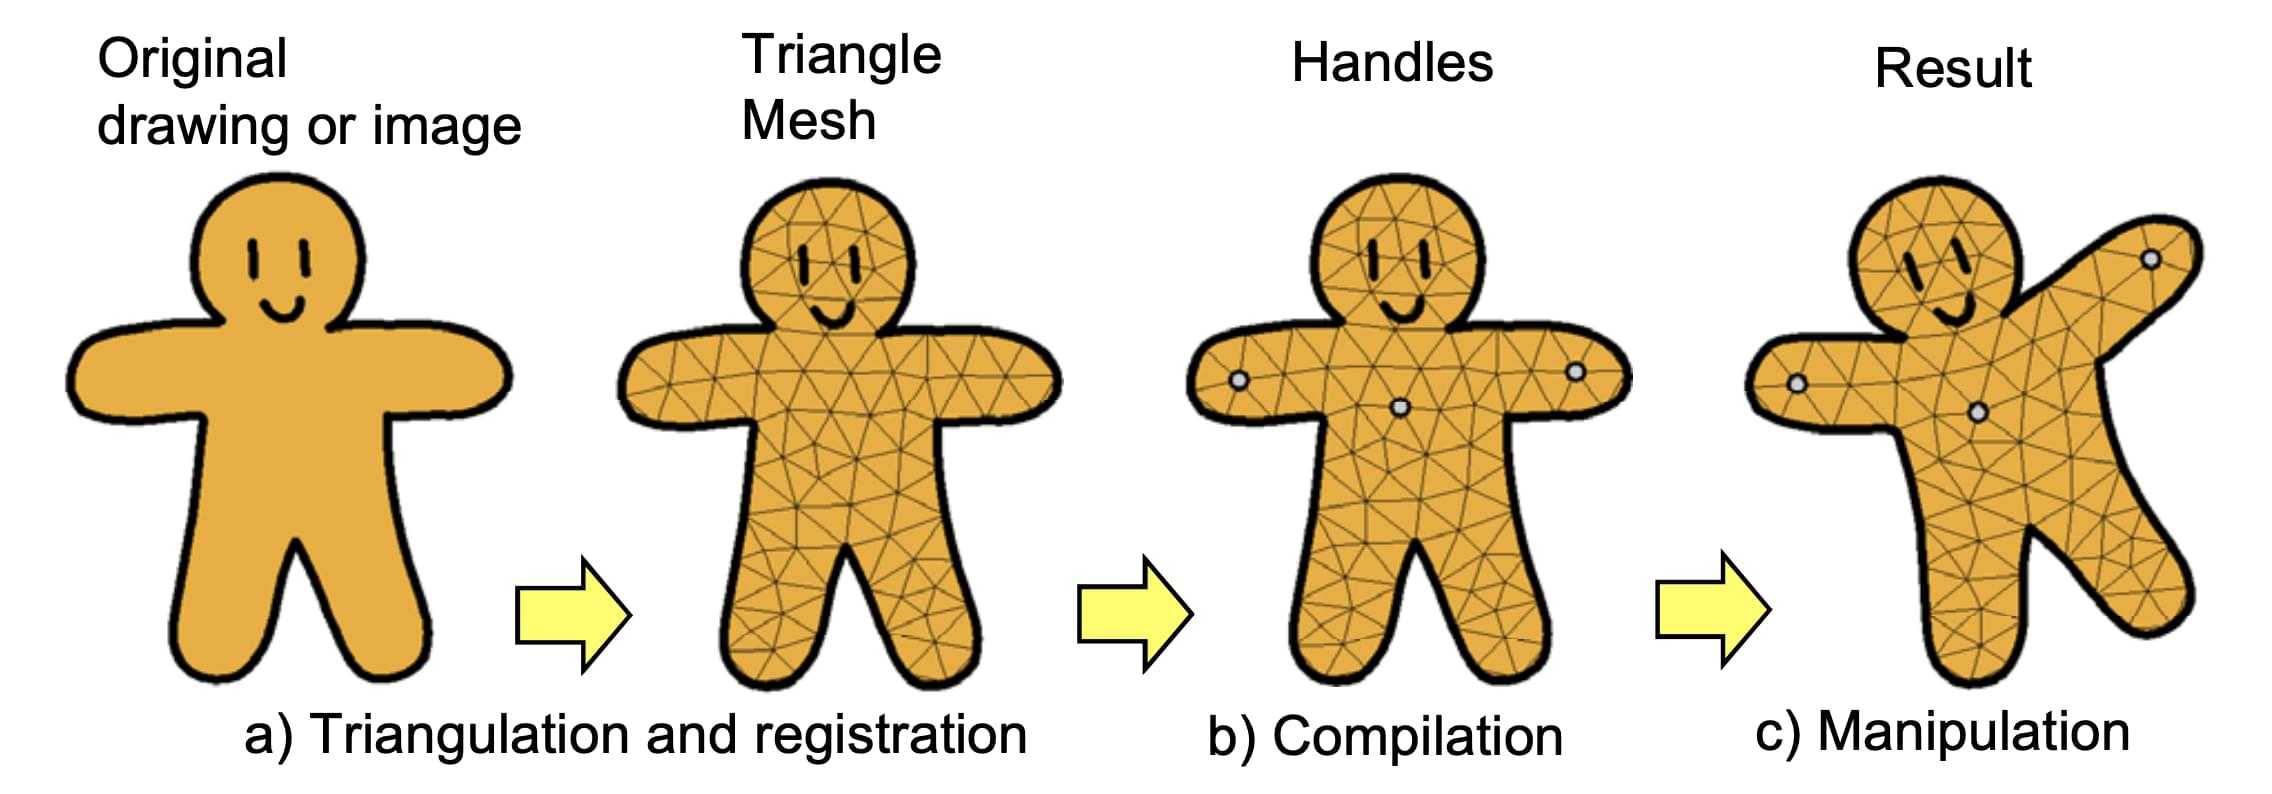 Original
drawing or image
Triangle
Mesh
Handles
Result
a) Triangulation and registration
b) Compilation
c) Manipulation